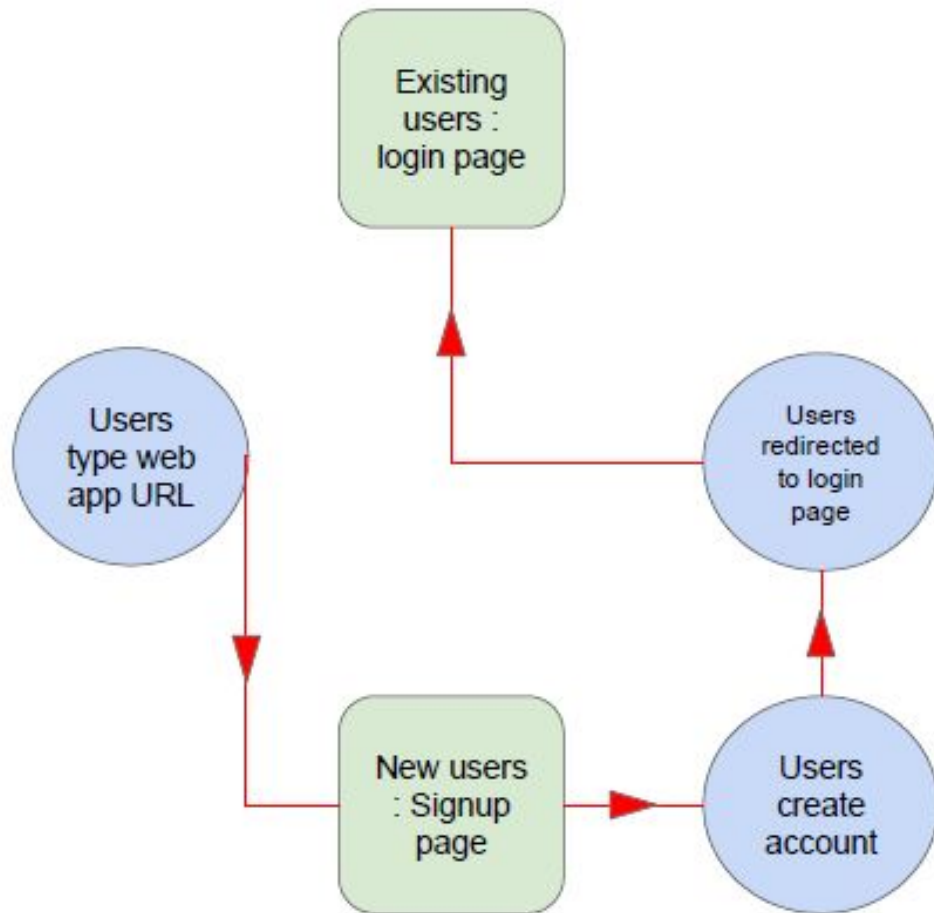 Existing
users :
login page
Users
type web
app URL
Users
redirected
to login
page
New users
: Signup
page
Users
create
account